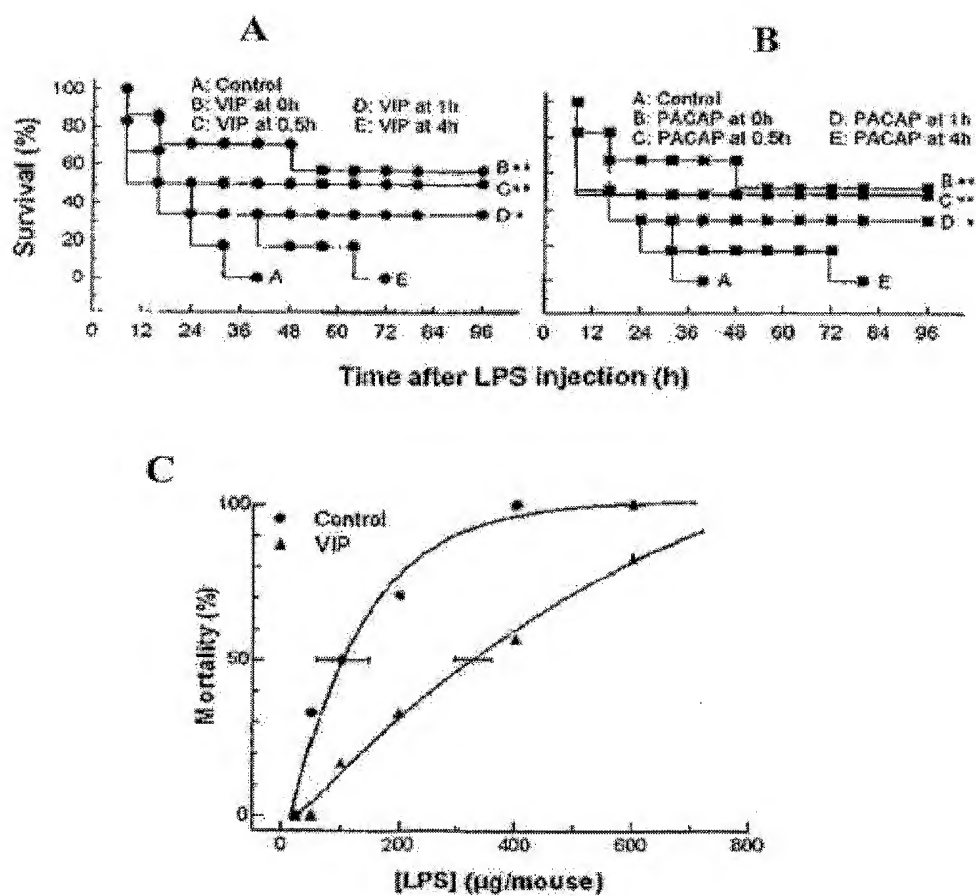 A
B
A: Control
B: VIP at 0h
C: VIP at 0.5h
D: VIP at 1h
E: VIP at 4h
A: Control
B: PACAP at 0h
C: PACAP at 0.5h
D: PACAP at 1h
E: PACAP at 4h
Survival (%)
100
80
60
40
20
0
B **
C **
D *
A
E
B **
C **
D *
A
E
0 12 24 36 48 60 72 84 96
0 12 24 36 48 60 72 84 96
Time after LPS injection (h)
C
Control
VIP
Mortality (%)
100
50
0
0 200 400 600 800
[LPS] (µg/mouse)